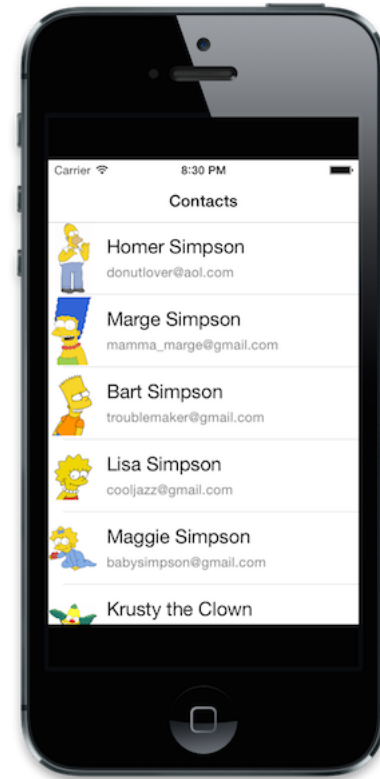 Carrier 8:30 PM
Contacts
Homer Simpson
donutlover@aol.com
Marge Simpson
mamma_marge@gmail.com
Bart Simpson
troublemaker@gmail.com
Lisa Simpson
cooljazz@gmail.com
Maggie Simpson
babysimpson@gmail.com
Krusty the Clown